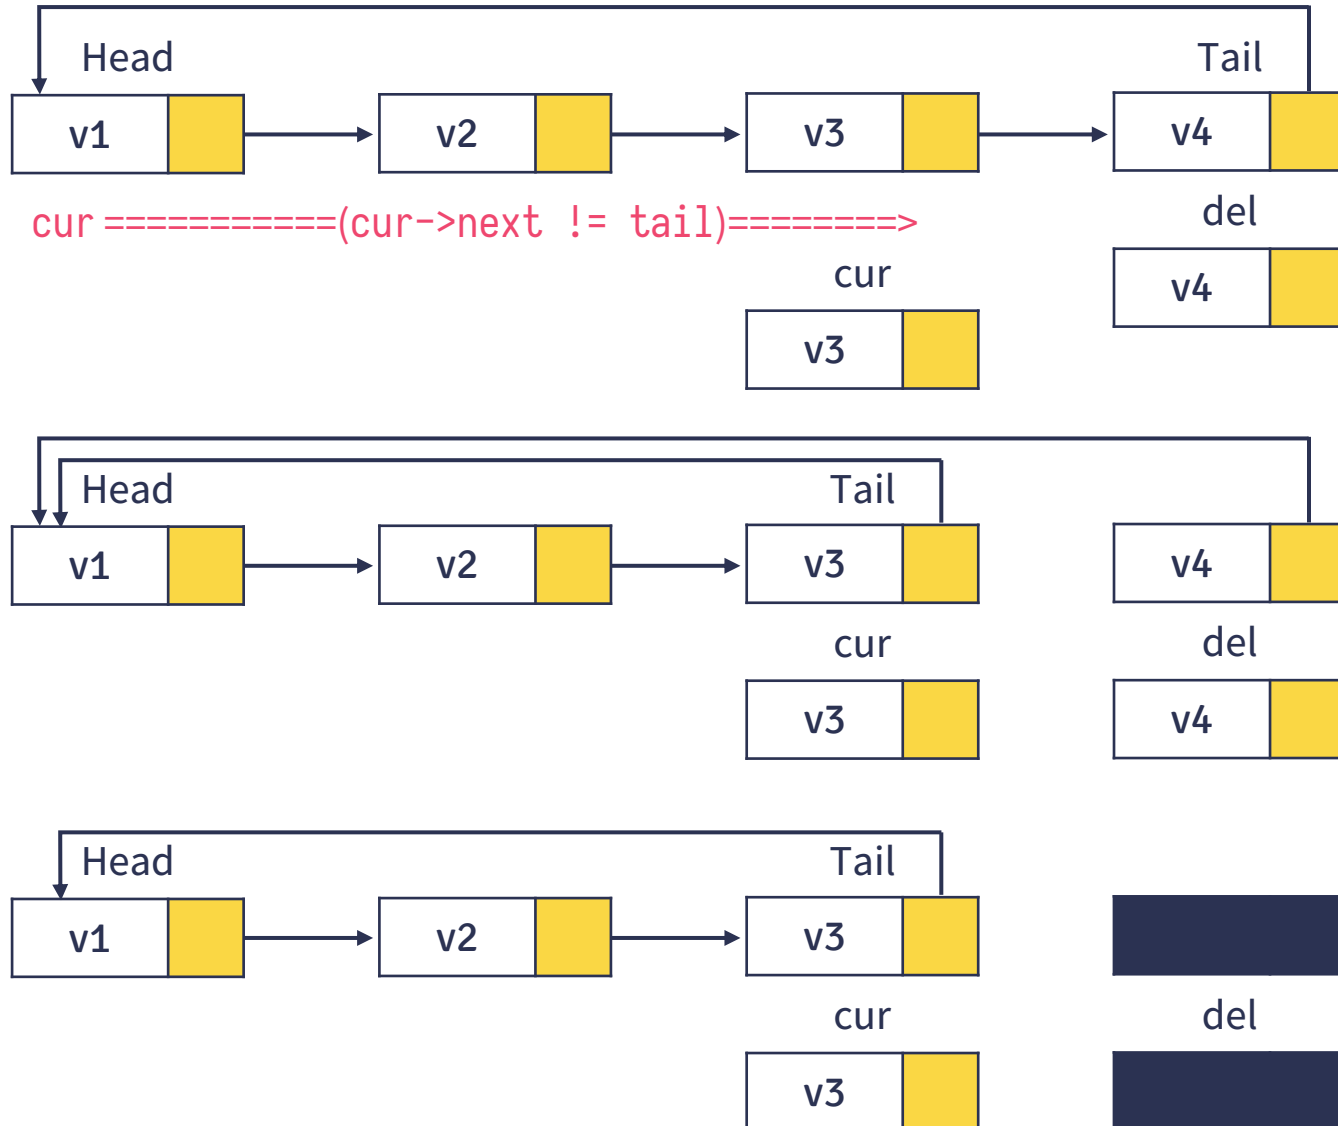 Head Tail
v1 v2 v3 v4
cur ===========(cur->next != tail)========> del
cur v4
v3
Head Tail
v1 v2 v3 v4
cur del
v3 v4
Head Tail
v1 v2 v3
cur del
v3